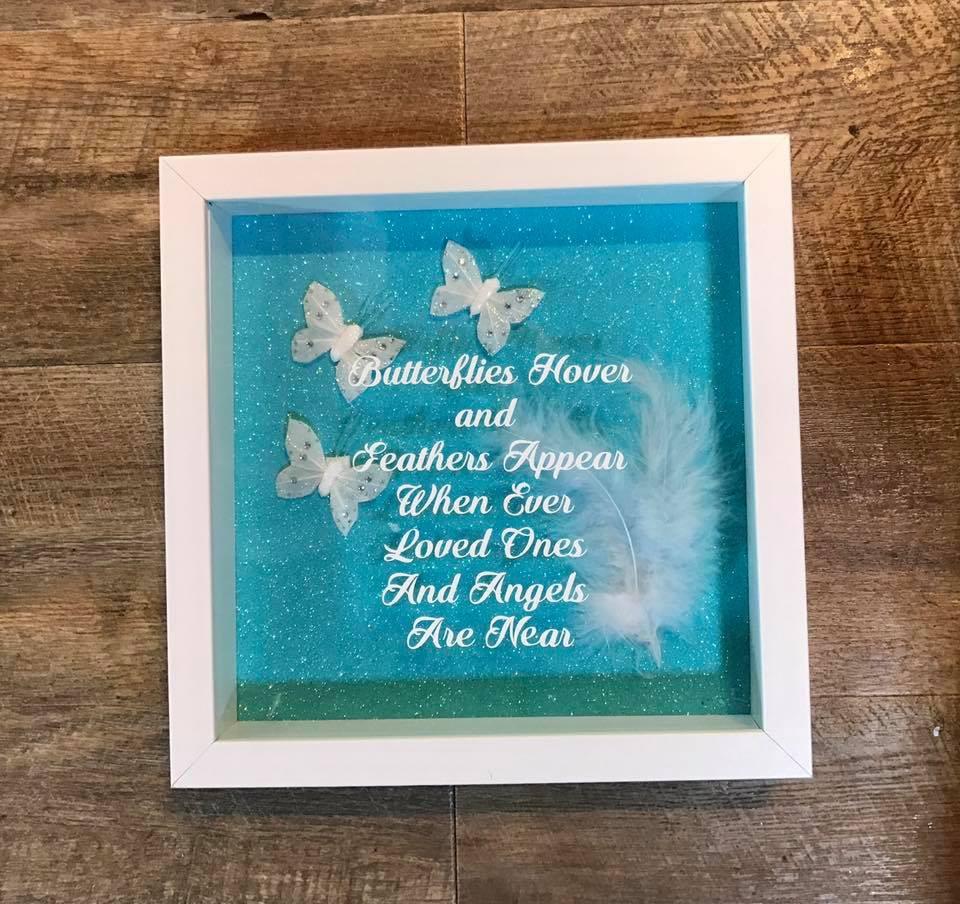 Butterflies Hover
and
Feathers Appear
When Ever
Loved Ones
And Angels
Are Near